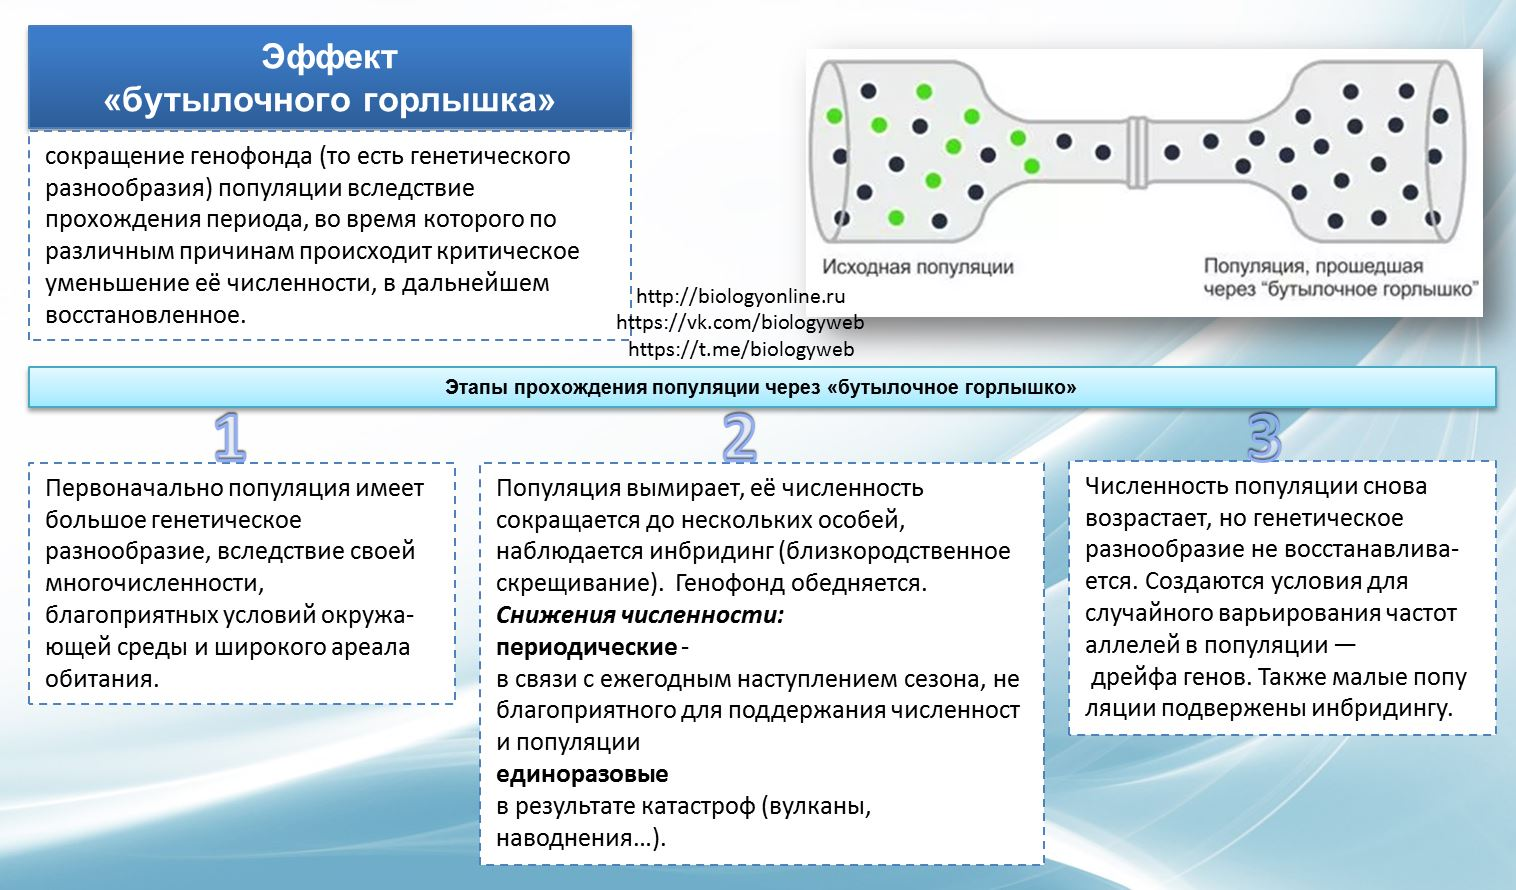 Эффект
«бутылочного горлышка»
сокращение генофонда (то есть генетического
разнообразия) популяции вследствие
прохождения периода, во время которого по
различным причинам происходит критическое
уменьшение её численности, в дальнейшем
восстановленное.
Исходная популяции
Популяция, прошедшая
через “бутылочное горлышко”
http://biologyonline.ru
https://vk.com/biologyweb
https://t.me/biologyweb
Этапы прохождения популяции через «бутылочное горлышко»
1
Первоначально популяция имеет
большое генетическое
разнообразие, вследствие своей
многочисленности,
благоприятных условий окружа-
ющей среды и широкого ареала
обитания.
2
Популяция вымирает, её численность
сокращается до нескольких особей,
наблюдается инбридинг (близкородственное
скрещивание). Генофонд обедняется.
Снижения численности:
периодические -
в связи с ежегодным наступлением сезона, не
благоприятного для поддержания численност
и популяции
единоразовые
в результате катастроф (вулканы,
наводнения…).
3
Численность популяции снова
возрастает, но генетическое
разнообразие не восстанавлива-
ется. Создаются условия для
случайного варьирования частот
аллелей в популяции —
дрейфа генов. Также малые попу
ляции подвержены инбридингу.